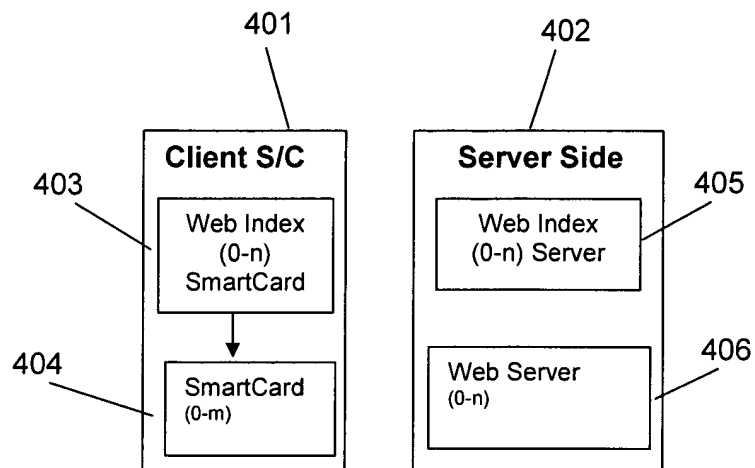 401
402
Client S/C
Server Side
403
Web Index
(0-n)
SmartCard
Web Index
(0-n) Server
405
404
SmartCard
(0-m)
Web Server
(0-n)
406